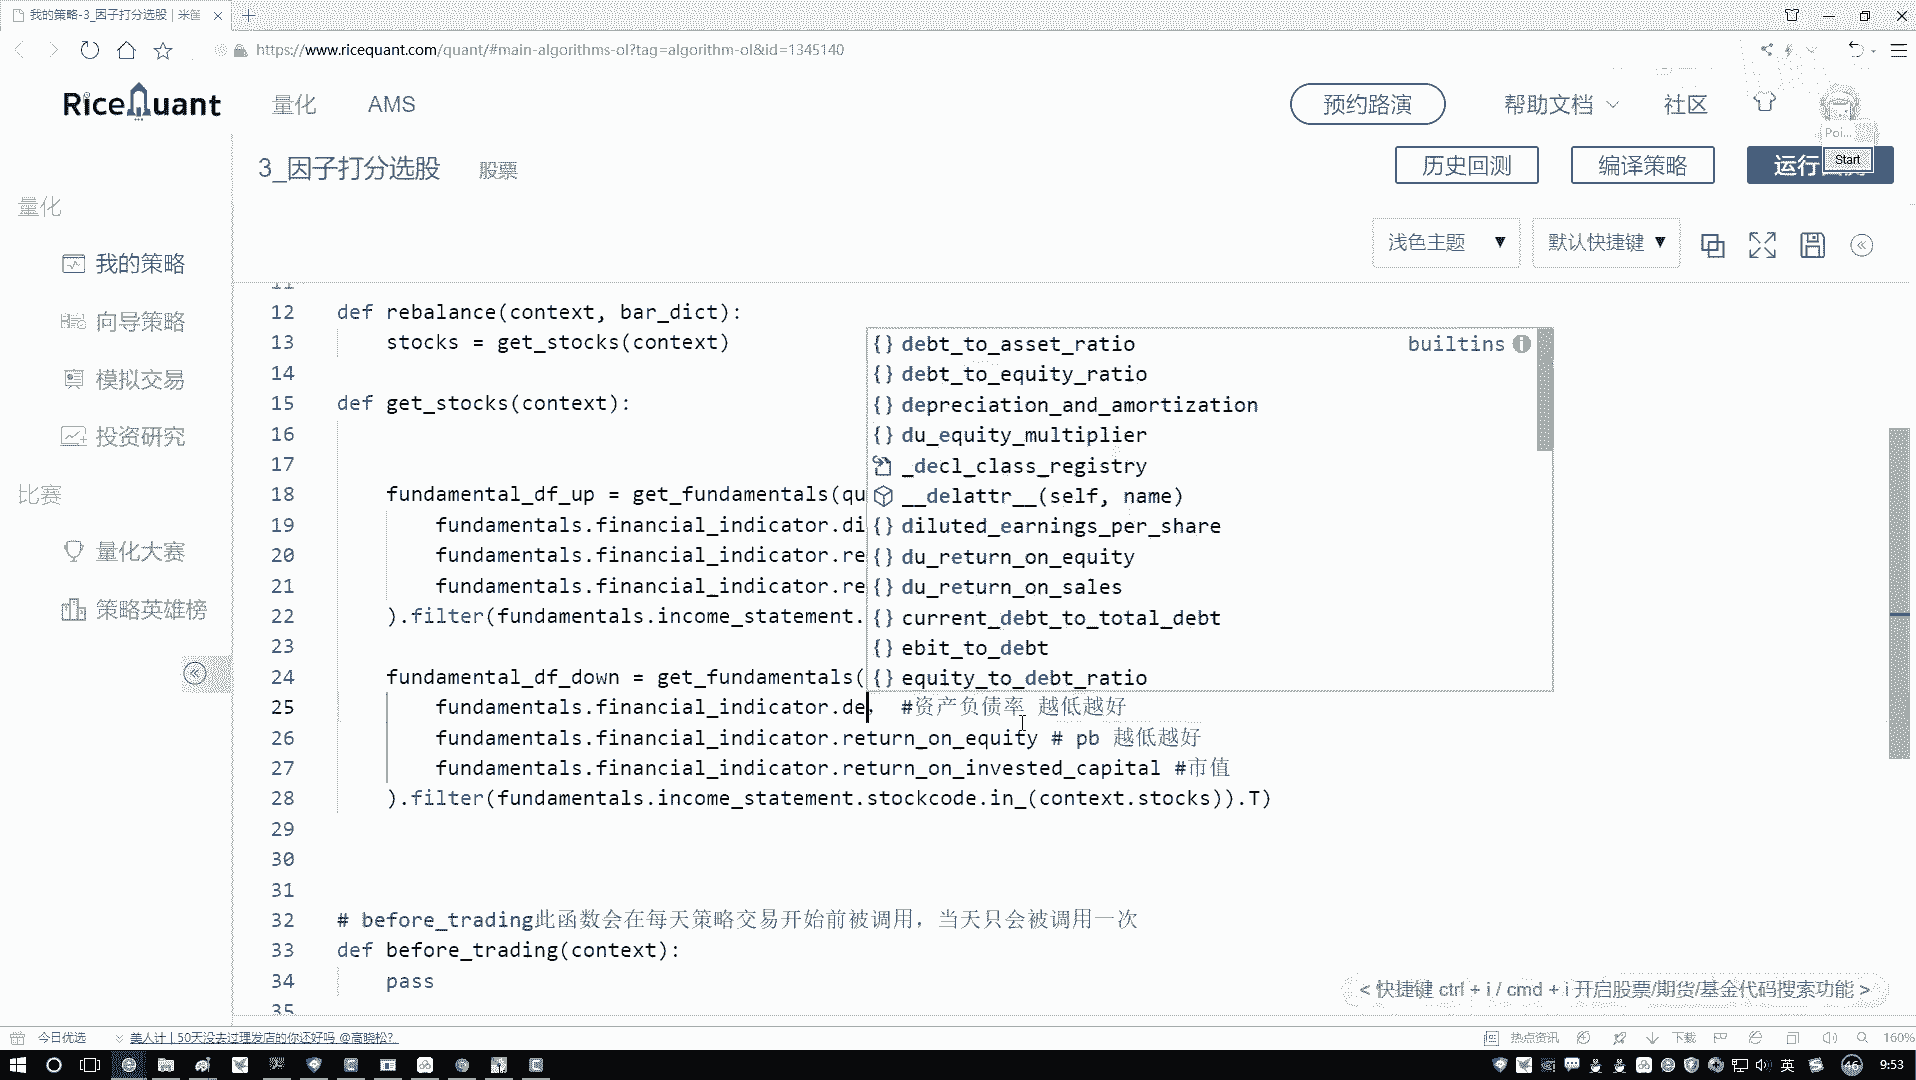 我的策略-3_因子打分选股 | 米筐
https://www.ricequant.com/quant/#main-algorithms-ol?tag=algorithm-ol&id=1345140
RiceQuant
量化
AMS
预约路演
帮助文档
社区
Poi...
Start
3_因子打分选股
股票
历史回测
编译策略
运行
浅色主题
默认快捷键
量化
我的策略
向导策略
模拟交易
投资研究
比赛
量化大赛
策略英雄榜
11
12 def rebalance(context, bar_dict):
13 stocks = get_stocks(context)
14
15 def get_stocks(context):
16
17
18 fundamental_df_up = get_fundamentals(qu
19 fundamentals.financial_indicator.di
20 fundamentals.financial_indicator.re
21 fundamentals.financial_indicator.re
22 ).filter(fundamentals.income_statement.
23
24 fundamental_df_down = get_fundamentals(
25 fundamentals.financial_indicator.de, #资产负债率 越低越好
26 fundamentals.financial_indicator.return_on_equity # pb 越低越好
27 fundamentals.financial_indicator.return_on_invested_capital #市值
28 ).filter(fundamentals.income_statement.stockcode.in_(context.stocks)).T)
29
30
31
32 # before_trading此函数会在每天策略交易开始前被调用，当天只会被调用一次
33 def before_trading(context):
34 pass
35
{} debt_to_asset_ratio builtins
{} debt_to_equity_ratio
{} depreciation_and_amortization
{} du_equity_multiplier
_decl_class_registry
__delattr__(self, name)
{} diluted_earnings_per_share
{} du_return_on_equity
{} du_return_on_sales
{} current_debt_to_total_debt
{} ebit_to_debt
{} equity_to_debt_ratio
< 快捷键 ctrl + i / cmd + i 开启股票/期货/基金代码搜索功能 >
今日优选
美人计 | 50天没去过理发店的你还好吗 @高晓松?
热点资讯
下载
160%
英
46
9:53